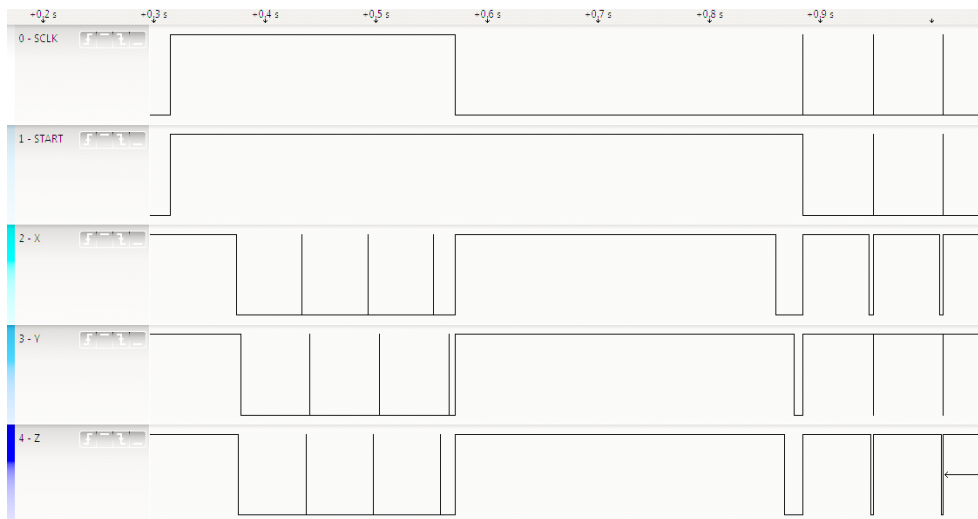 +0,2 s +0,3 s +0,4 s +0,5 s +0,6 s +0,7 s +0,8 s +0,9 s
0 - SCLK
1 - START
2 - X
3 - Y
4 - Z